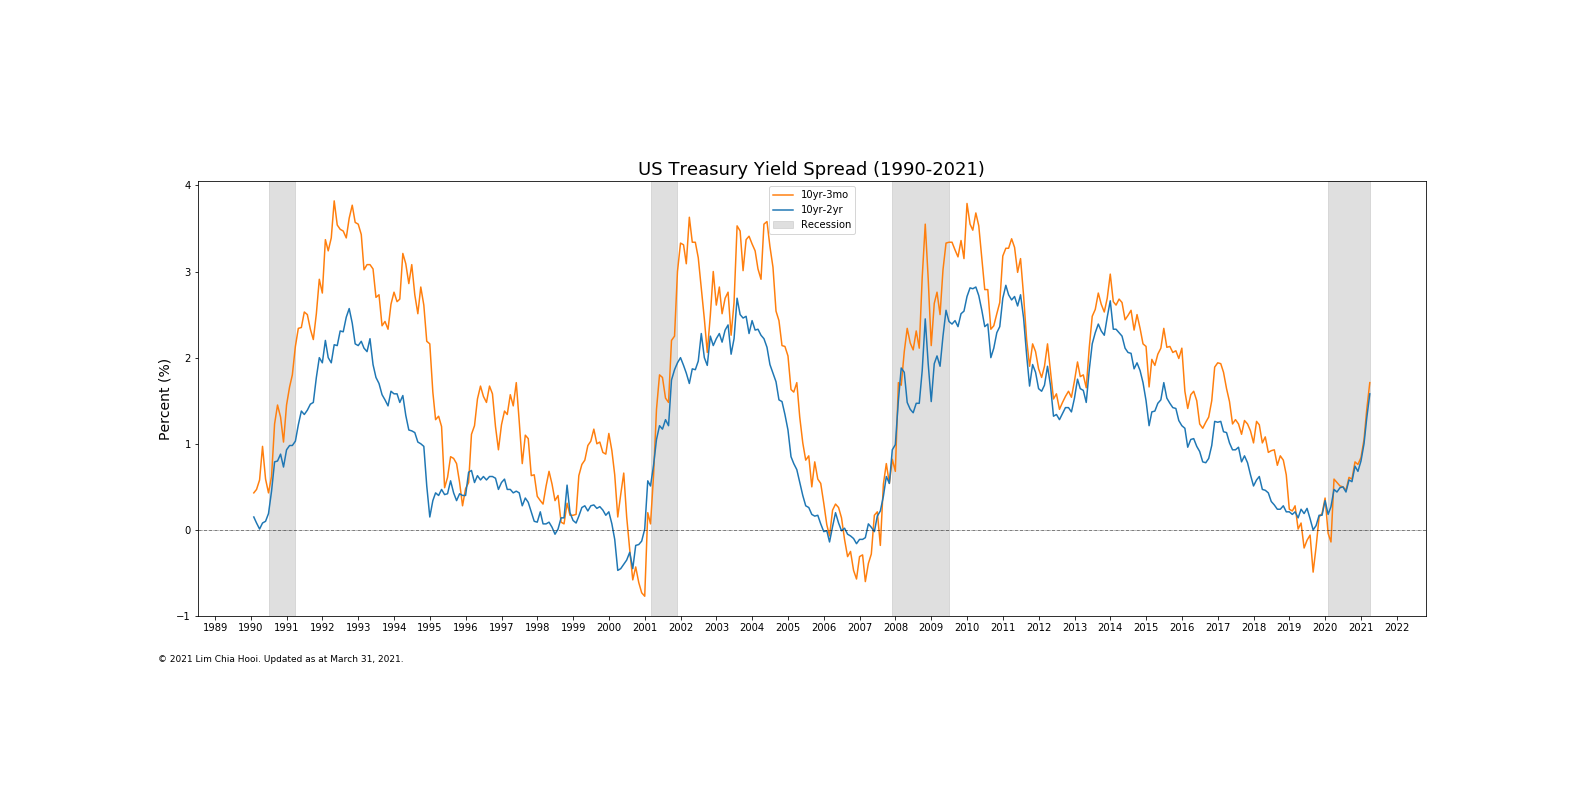 US Treasury Yield Spread (1990-2021)
4
3
2
1
0
−1
Percent (%)
10yr-3mo
10yr-2yr
Recession
1989 1990 1991 1992 1993 1994 1995 1996 1997 1998 1999 2000 2001 2002 2003 2004 2005 2006 2007 2008 2009 2010 2011 2012 2013 2014 2015 2016 2017 2018 2019 2020 2021 2022
© 2021 Lim Chia Hooi. Updated as at March 31, 2021.